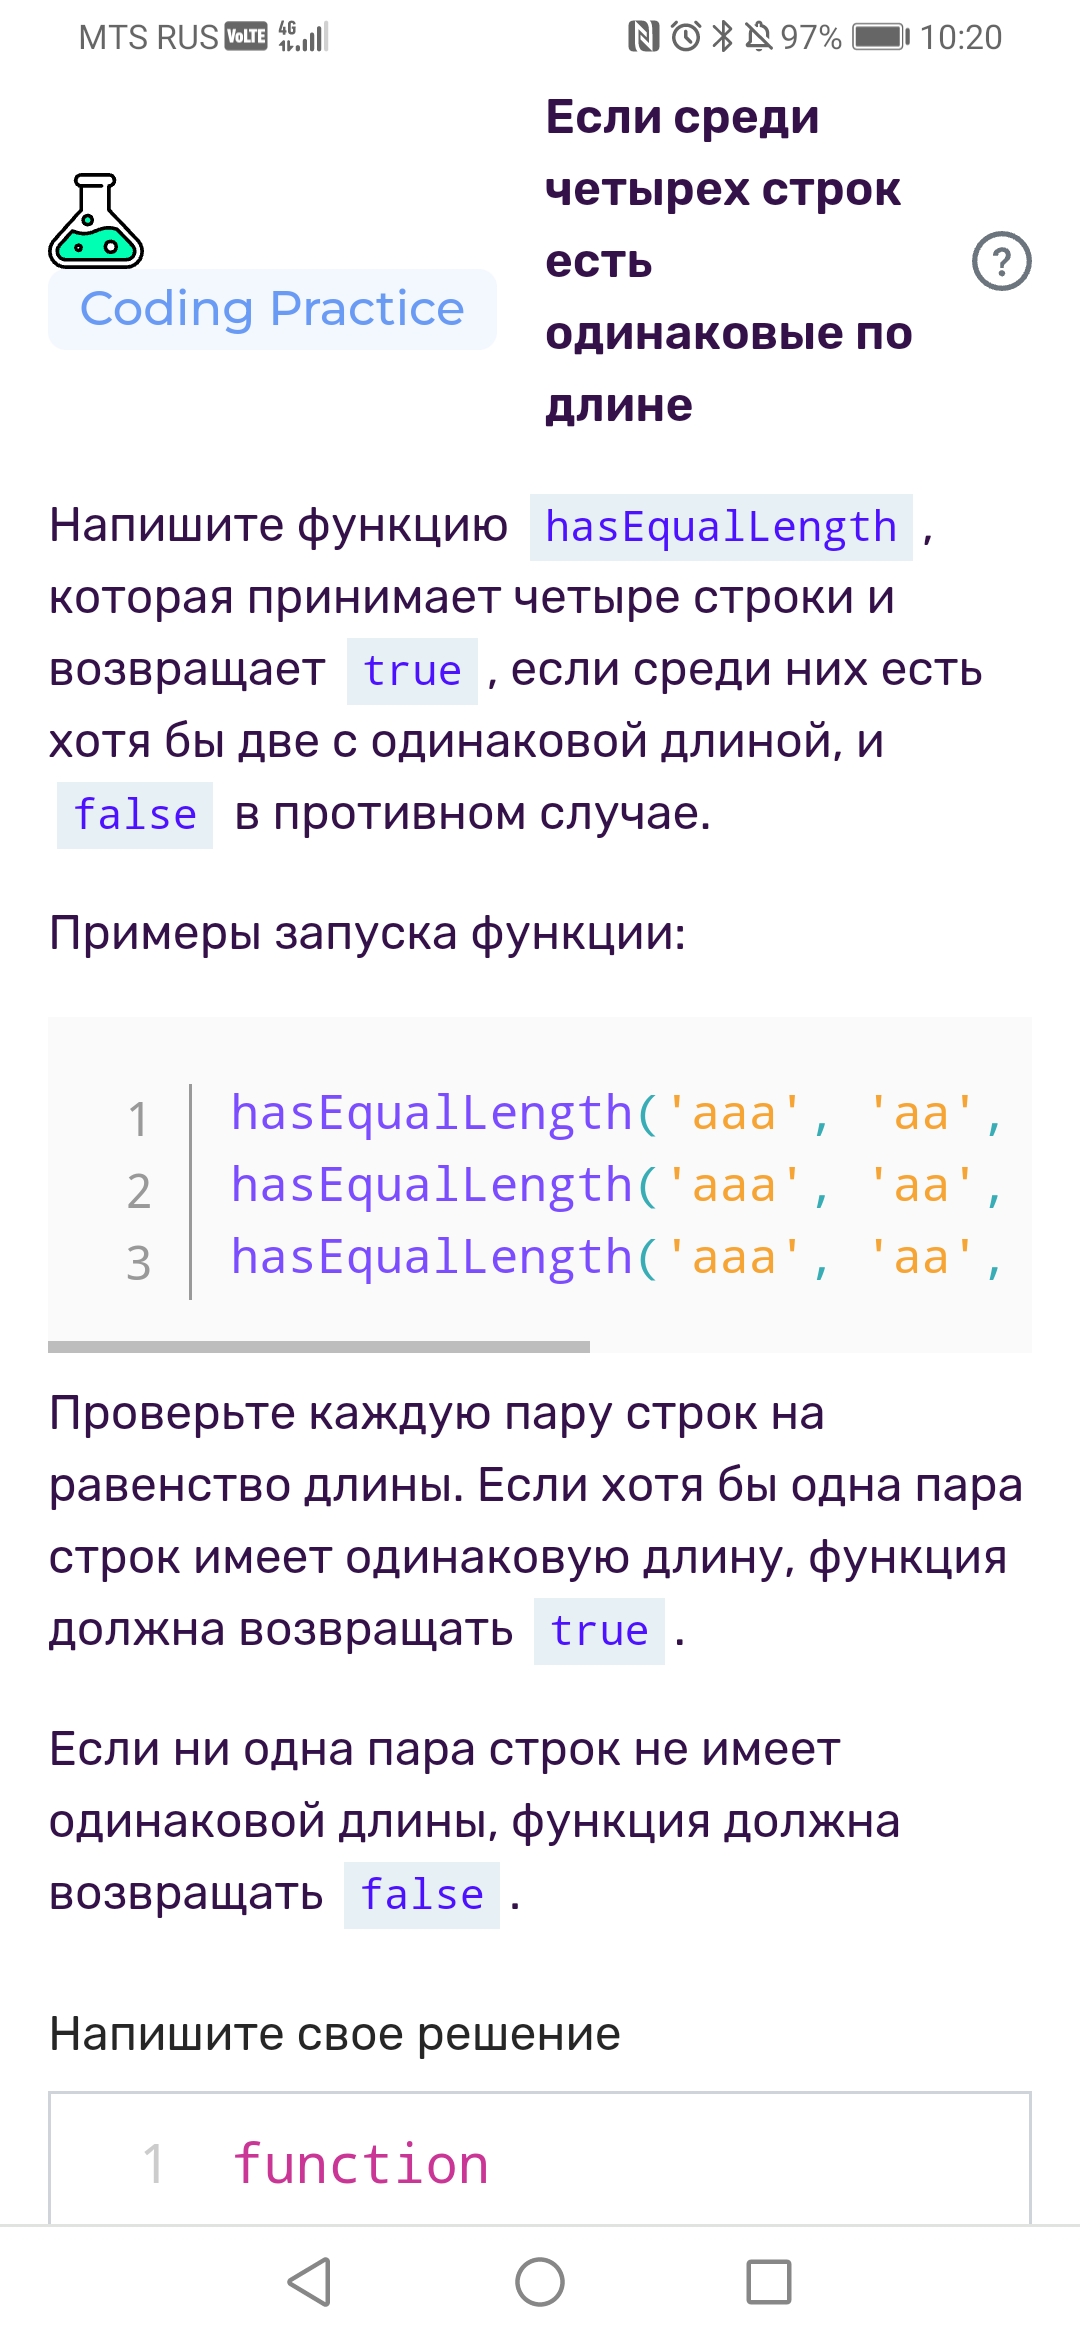 MTS RUS VoLTE 4G 97% 10:20
Если среди
четырех строк
есть
одинаковые по
длине
?
Coding Practice
Напишите функцию hasEqualLength ,
которая принимает четыре строки и
возвращает true , если среди них есть
хотя бы две с одинаковой длиной, и
false в противном случае.
Примеры запуска функции:
1 hasEqualLength('aaa', 'aa',
2 hasEqualLength('aaa', 'aa',
3 hasEqualLength('aaa', 'aa',
Проверьте каждую пару строк на
равенство длины. Если хотя бы одна пара
строк имеет одинаковую длину, функция
должна возвращать true .
Если ни одна пара строк не имеет
одинаковой длины, функция должна
возвращать false .
Напишите свое решение
1 function